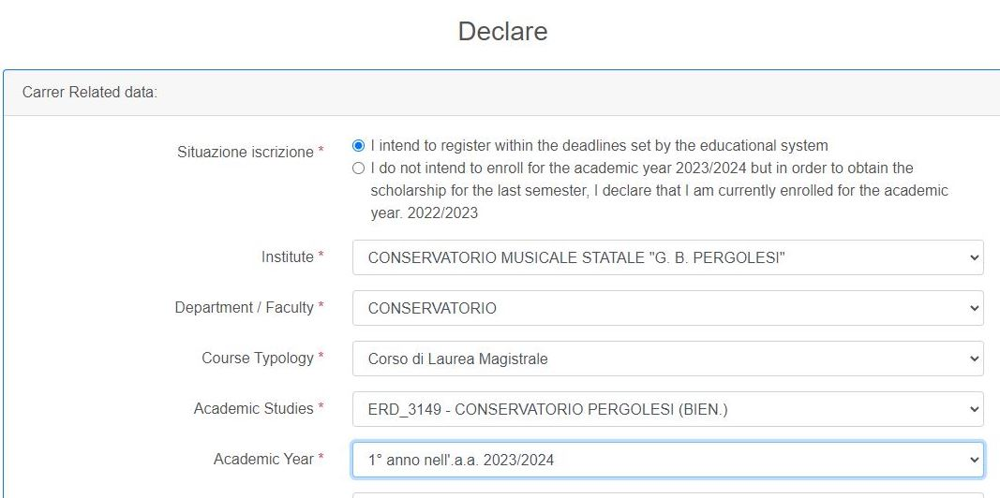 Declare
Carrer Related data:
Situazione iscrizione *
I intend to register within the deadlines set by the educational system
I do not intend to enroll for the academic year 2023/2024 but in order to obtain the
scholarship for the last semester, I declare that I am currently enrolled for the academic
year. 2022/2023
Institute *
CONSERVATORIO MUSICALE STATALE "G. B. PERGOLESI"
Department / Faculty *
CONSERVATORIO
Course Typology *
Corso di Laurea Magistrale
Academic Studies *
ERD_3149 - CONSERVATORIO PERGOLESI (BIEN.)
Academic Year *
1° anno nell'.a.a. 2023/2024